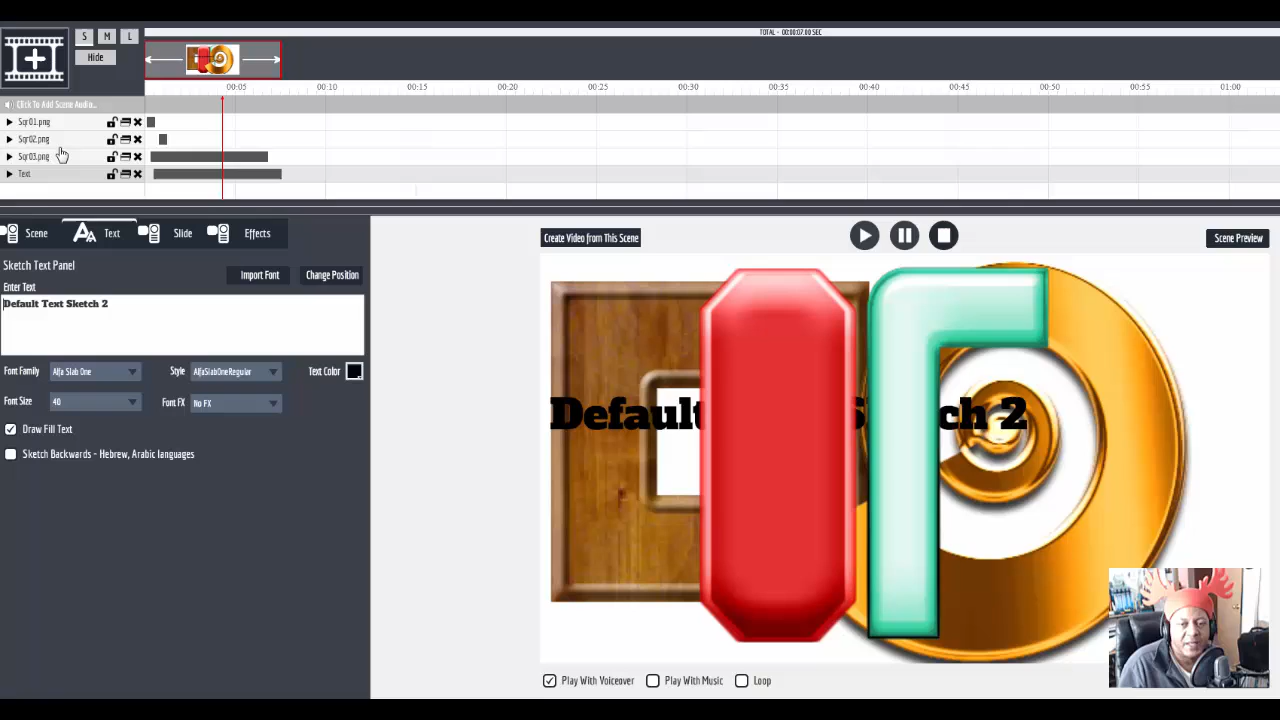 S M L
Hide
TOTAL - 00:00:07.00 SEC
00:05 00:10 00:15 00:20 00:25 00:30 00:35 00:40 00:45 00:50 00:55 01:00
Click To Add Scene Audio...
Sqr01.png
Sqr02.png
Sqr03.png
Text
Scene Text Slide Effects
Create Video from This Scene
Scene Preview
Sketch Text Panel
Import Font Change Position
Enter Text
Default Text Sketch 2
Font Family Alfa Slab One Style AlfaSlabOneRegular Text Color
Font Size 40 Font FX No FX
Draw Fill Text
Sketch Backwards - Hebrew, Arabic languages
Default Sketch 2
Play With Voiceover Play With Music Loop